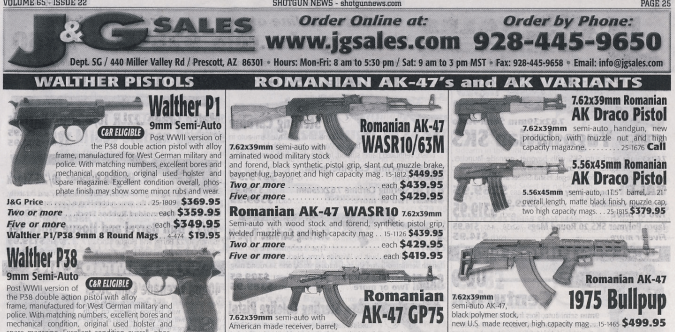 VOLUME 65 - ISSUE 22
SHOTGUN NEWS - shotgunnews.com
PAGE 25
J&G SALES
Order Online at:
www.jgsales.com
Order by Phone:
928-445-9650
Dept. SG / 440 Miller Valley Rd / Prescott, AZ 86301 • Hours: Mon-Fri: 8 am to 5:30 pm / Sat: 9 am to 3 pm MST • Fax: 928-445-9658 • Email: info@jgsales.com
WALTHER PISTOLS
Walther P1
9mm Semi-Auto
C&R ELIGIBLE
Post WWII version of
the P38 double action pistol with alloy
frame, manufactured for West German military and
police. With matching numbers, excellent bores and
mechanical condition, original used holster and
spare magazine. Excellent condition overall, phos-
phate finish may show some minor rubs and wear.
J&G Price 25-1809 $369.95
Two or more each $359.95
Five or more each $349.95
Walther P1/P38 9mm 8 Round Mags 4-474 $19.95
Walther P38
9mm Semi-Auto
C&R ELIGIBLE
Post WWII version of
the P38 double action pistol with alloy
frame, manufactured for West German military and
police. With matching numbers, excellent bores and
mechanical condition, original used holster and
ROMANIAN AK-47's and AK VARIANTS
Romanian AK-47
WASR10/63M
7.62x39mm semi-auto with
laminated wood military stock
and forend, black synthetic pistol grip, slant cut muzzle brake,
bayonet lug, bayonet and high capacity mag. 15-1812 $449.95
Two or more each $439.95
Five or more each $429.95
Romanian AK-47 WASR10 7.62x39mm
Semi-auto with wood stock and forend, synthetic pistol grip,
welded muzzle nut and high-capacity mag 15-1126 $439.95
Two or more each $429.95
Five or more each $419.95
Romanian
AK-47 GP75
7.62x39mm semi-auto with
American made receiver, barrel,
7.62x39mm Romanian
AK Draco Pistol
7.62x39mm semi-auto handgun, new
production, with muzzle nut and high
capacity magazine. 25-1676 Call
5.56x45mm Romanian
AK Draco Pistol
5.56x45mm semi-auto, 11.5" barrel, 21"
overall length, matte black finish, muzzle cap,
two high capacity mags. 25-1815 $379.95
Romanian AK-47
1975 Bullpup
7.62x39mm
semi-auto AK-47,
black polymer stock,
new U.S. made receiver, high capacity mag. 15-1463 $499.95